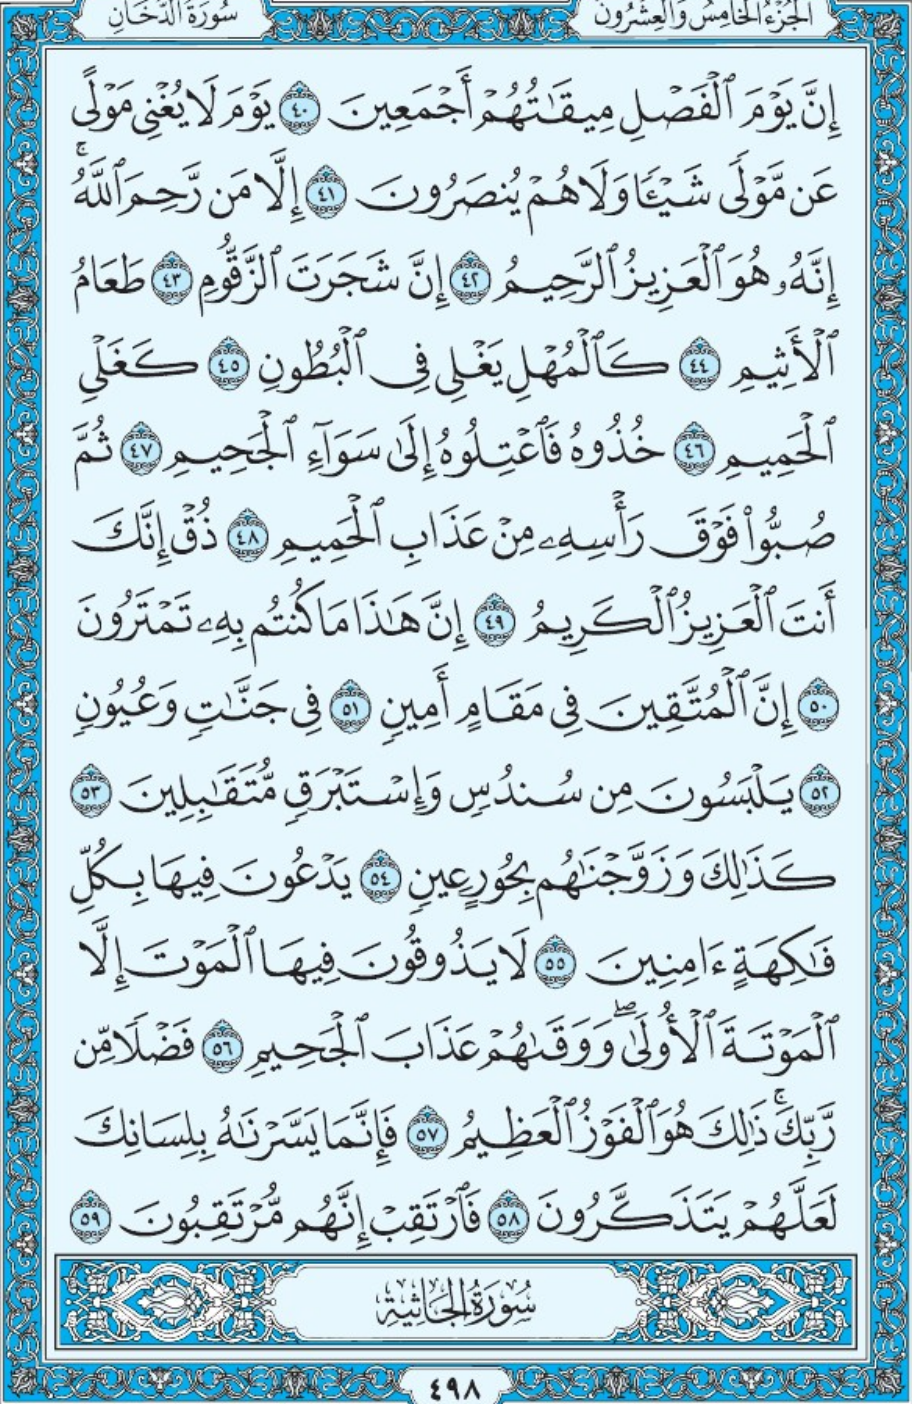 سُورَةُ الدُّخَانِ
الجُزْءُ الخَامِسُ وَالعِشْرُونَ
إِنَّ يَوْمَ ٱلْفَصْلِ مِيقَٰتُهُمْ أَجْمَعِينَ ٤٠ يَوْمَ لَا يُغْنِى مَوْلًى
عَن مَّوْلًى شَيْـًٔا وَلَا هُمْ يُنصَرُونَ ٤١ إِلَّا مَن رَّحِمَ ٱللَّهُۚ
إِنَّهُۥ هُوَ ٱلْعَزِيزُ ٱلرَّحِيمُ ٤٢ إِنَّ شَجَرَتَ ٱلزَّقُّومِ ٤٣ طَعَامُ
ٱلْأَثِيمِ ٤٤ كَٱلْمُهْلِ يَغْلِى فِى ٱلْبُطُونِ ٤٥ كَغَلْىِ
ٱلْحَمِيمِ ٤٦ خُذُوهُ فَٱعْتِلُوهُ إِلَىٰ سَوَآءِ ٱلْجَحِيمِ ٤٧ ثُمَّ
صُبُّوا۟ فَوْقَ رَأْسِهِۦ مِنْ عَذَابِ ٱلْحَمِيمِ ٤٨ ذُقْ إِنَّكَ
أَنتَ ٱلْعَزِيزُ ٱلْكَرِيمُ ٤٩ إِنَّ هَٰذَا مَا كُنتُم بِهِۦ تَمْتَرُونَ
٥٠ إِنَّ ٱلْمُتَّقِينَ فِى مَقَامٍ أَمِينٍ ٥١ فِى جَنَّٰتٍ وَعُيُونٍ
٥٢ يَلْبَسُونَ مِن سُندُسٍ وَإِسْتَبْرَقٍ مُّتَقَٰبِلِينَ ٥٣
كَذَٰلِكَ وَزَوَّجْنَٰهُم بِحُورٍ عِينٍ ٥٤ يَدْعُونَ فِيهَا بِكُلِّ
فَٰكِهَةٍ ءَامِنِينَ ٥٥ لَا يَذُوقُونَ فِيهَا ٱلْمَوْتَ إِلَّا
ٱلْمَوْتَةَ ٱلْأُولَىٰۖ وَوَقَىٰهُمْ عَذَابَ ٱلْجَحِيمِ ٥٦ فَضْلًا مِّن
رَّبِّكَۚ ذَٰلِكَ هُوَ ٱلْفَوْزُ ٱلْعَظِيمُ ٥٧ فَإِنَّمَا يَسَّرْنَٰهُ بِلِسَانِكَ
لَعَلَّهُمْ يَتَذَكَّرُونَ ٥٨ فَٱرْتَقِبْ إِنَّهُم مُّرْتَقِبُونَ ٥٩
سُورَةُ الجَاثِيَةِ
٤٩٨